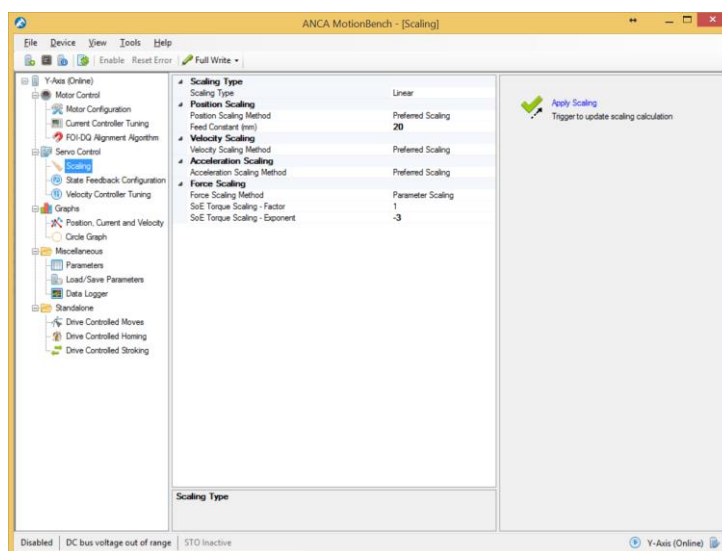 ANCA MotionBench - [Scaling]
File Device View Tools Help
Enable Reset Error Full Write
Y-Axis (Online)
Motor Control
Motor Configuration
Current Controller Tuning
FOI-DQ Alignment Algorithm
Servo Control
Scaling
State Feedback Configuration
Velocity Controller Tuning
Graphs
Position, Current and Velocity
Circle Graph
Miscellaneous
Parameters
Load/Save Parameters
Data Logger
Standalone
Drive Controlled Moves
Drive Controlled Homing
Drive Controlled Stroking
Scaling Type
Scaling Type Linear
Position Scaling
Position Scaling Method Preferred Scaling
Feed Constant (mm) 20
Velocity Scaling
Velocity Scaling Method Preferred Scaling
Acceleration Scaling
Acceleration Scaling Method Preferred Scaling
Force Scaling
Force Scaling Method Parameter Scaling
SoE Torque Scaling - Factor 1
SoE Torque Scaling - Exponent -3
Scaling Type
Apply Scaling
Trigger to update scaling calculation
Disabled DC bus voltage out of range STO Inactive Y-Axis (Online)